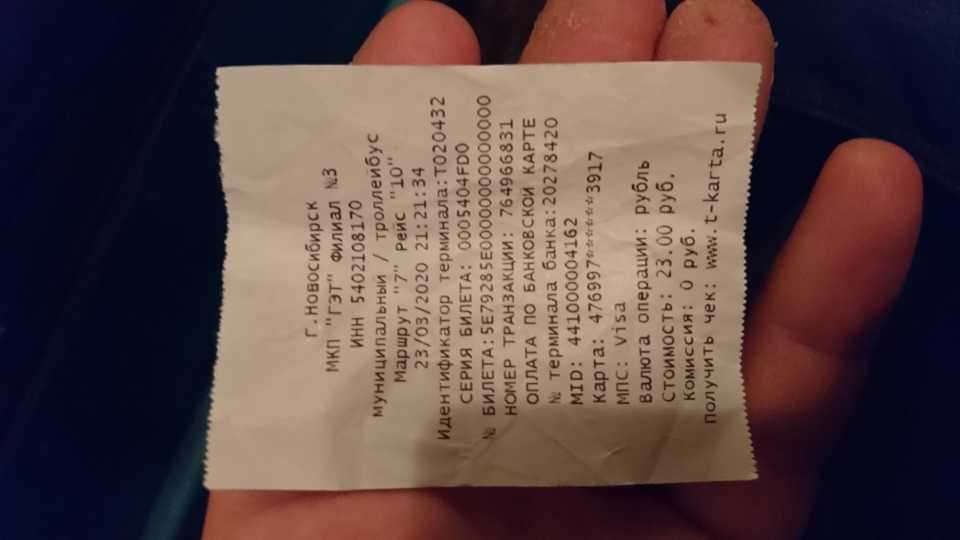 г.Новосибирск
МКП "ГЭТ" Филиал №3
ИНН 5402108170
муниципальный / троллейбус
Маршрут "7" Рейс "10"
23/03/2020 21:21:34
Идентификатор терминала:T020432
СЕРИЯ БИЛЕТА: 0005404FD0
№ БИЛЕТА:5E79285E0000000000000000
НОМЕР ТРАНЗАКЦИИ: 764966831
ОПЛАТА ПО БАНКОВСКОЙ КАРТЕ
№ терминала банка:20278420
MID: 441000004162
Карта: 476997******3917
МПС: Visa
Валюта операции: рубль
Стоимость: 23.00 руб.
Комиссия: 0 руб.
Получить чек: www.t-karta.ru